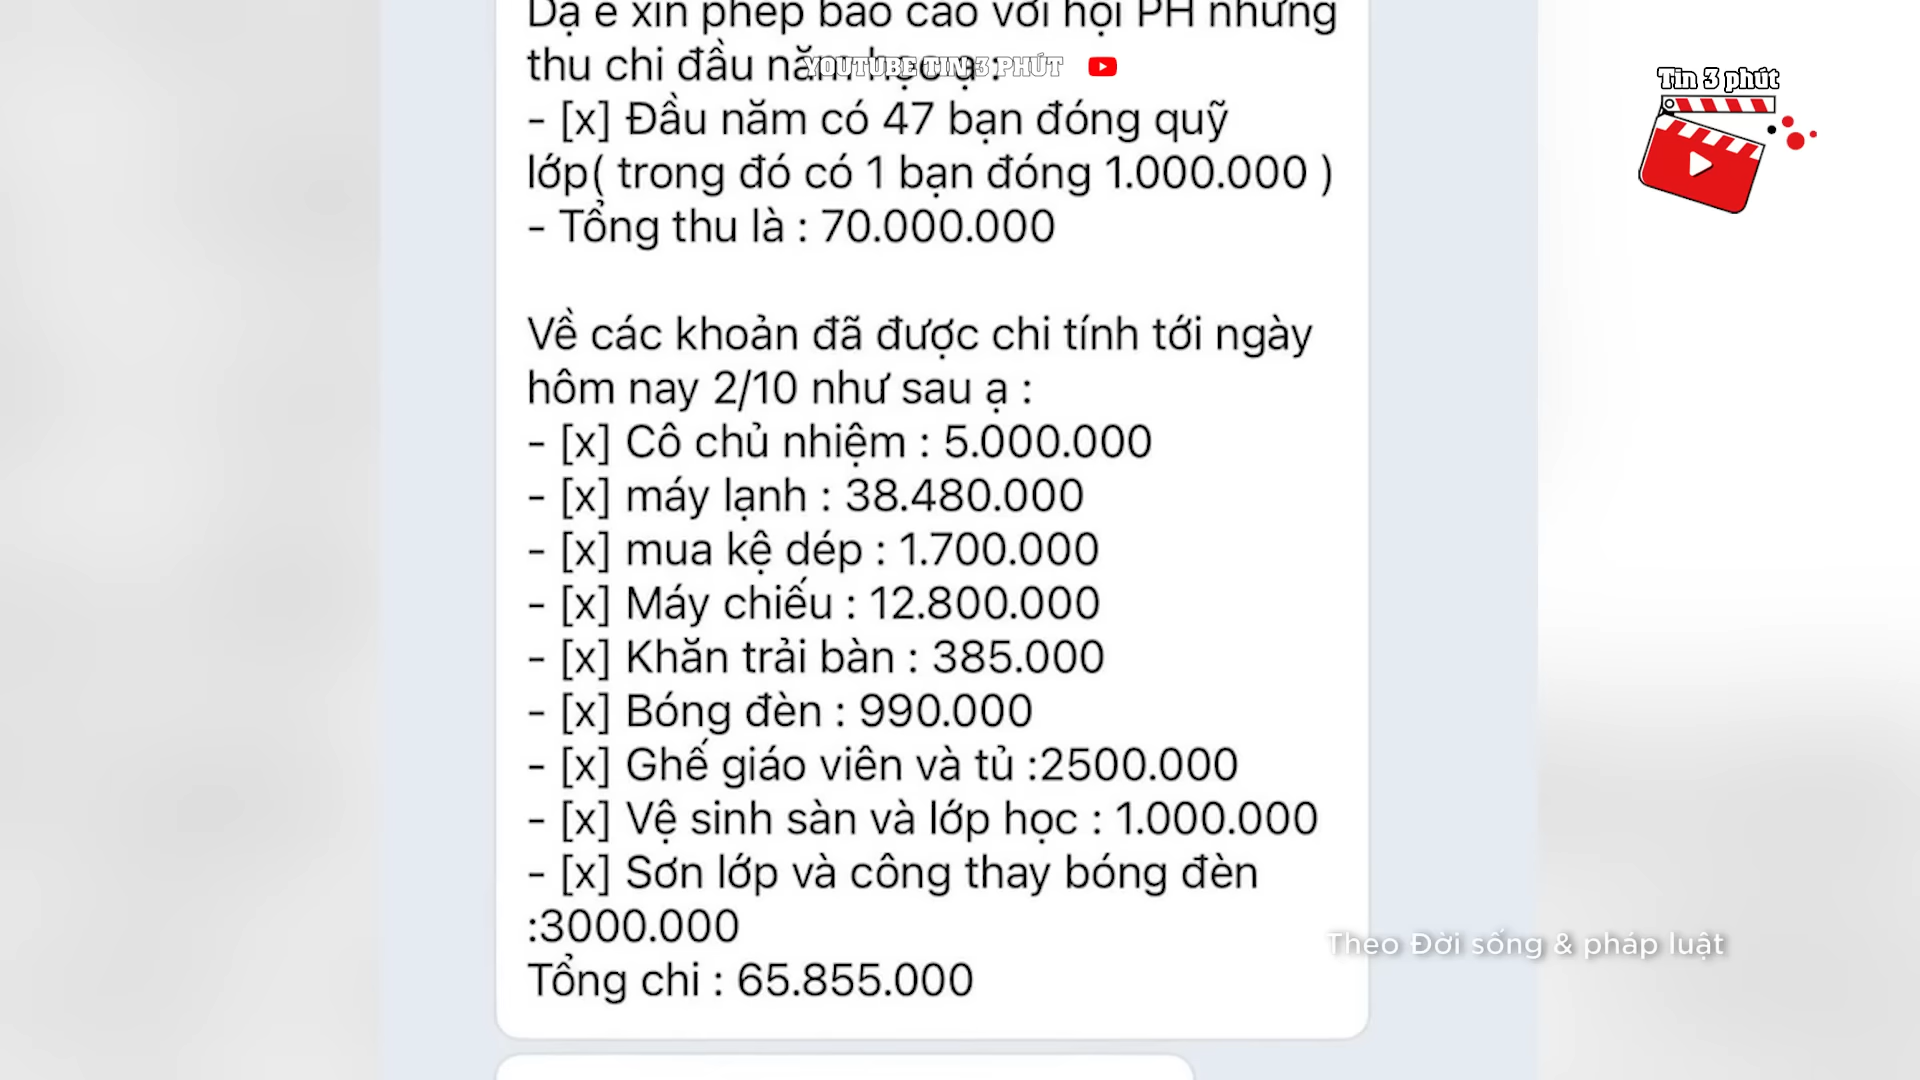 Dạ e xin phép báo cáo với hội PH những
thu chi đầu năm học ạ :
YOUTUBE TIN 3 PHÚT
Tin 3 phút
- [x] Đầu năm có 47 bạn đóng quỹ
lớp( trong đó có 1 bạn đóng 1.000.000 )
- Tổng thu là : 70.000.000
Về các khoản đã được chi tính tới ngày
hôm nay 2/10 như sau ạ :
- [x] Cô chủ nhiệm : 5.000.000
- [x] máy lạnh : 38.480.000
- [x] mua kệ dép : 1.700.000
- [x] Máy chiếu : 12.800.000
- [x] Khăn trải bàn : 385.000
- [x] Bóng đèn : 990.000
- [x] Ghế giáo viên và tủ :2500.000
- [x] Vệ sinh sàn và lớp học : 1.000.000
- [x] Sơn lớp và công thay bóng đèn
:3000.000
Tổng chi : 65.855.000
Theo Đời sống & pháp luật